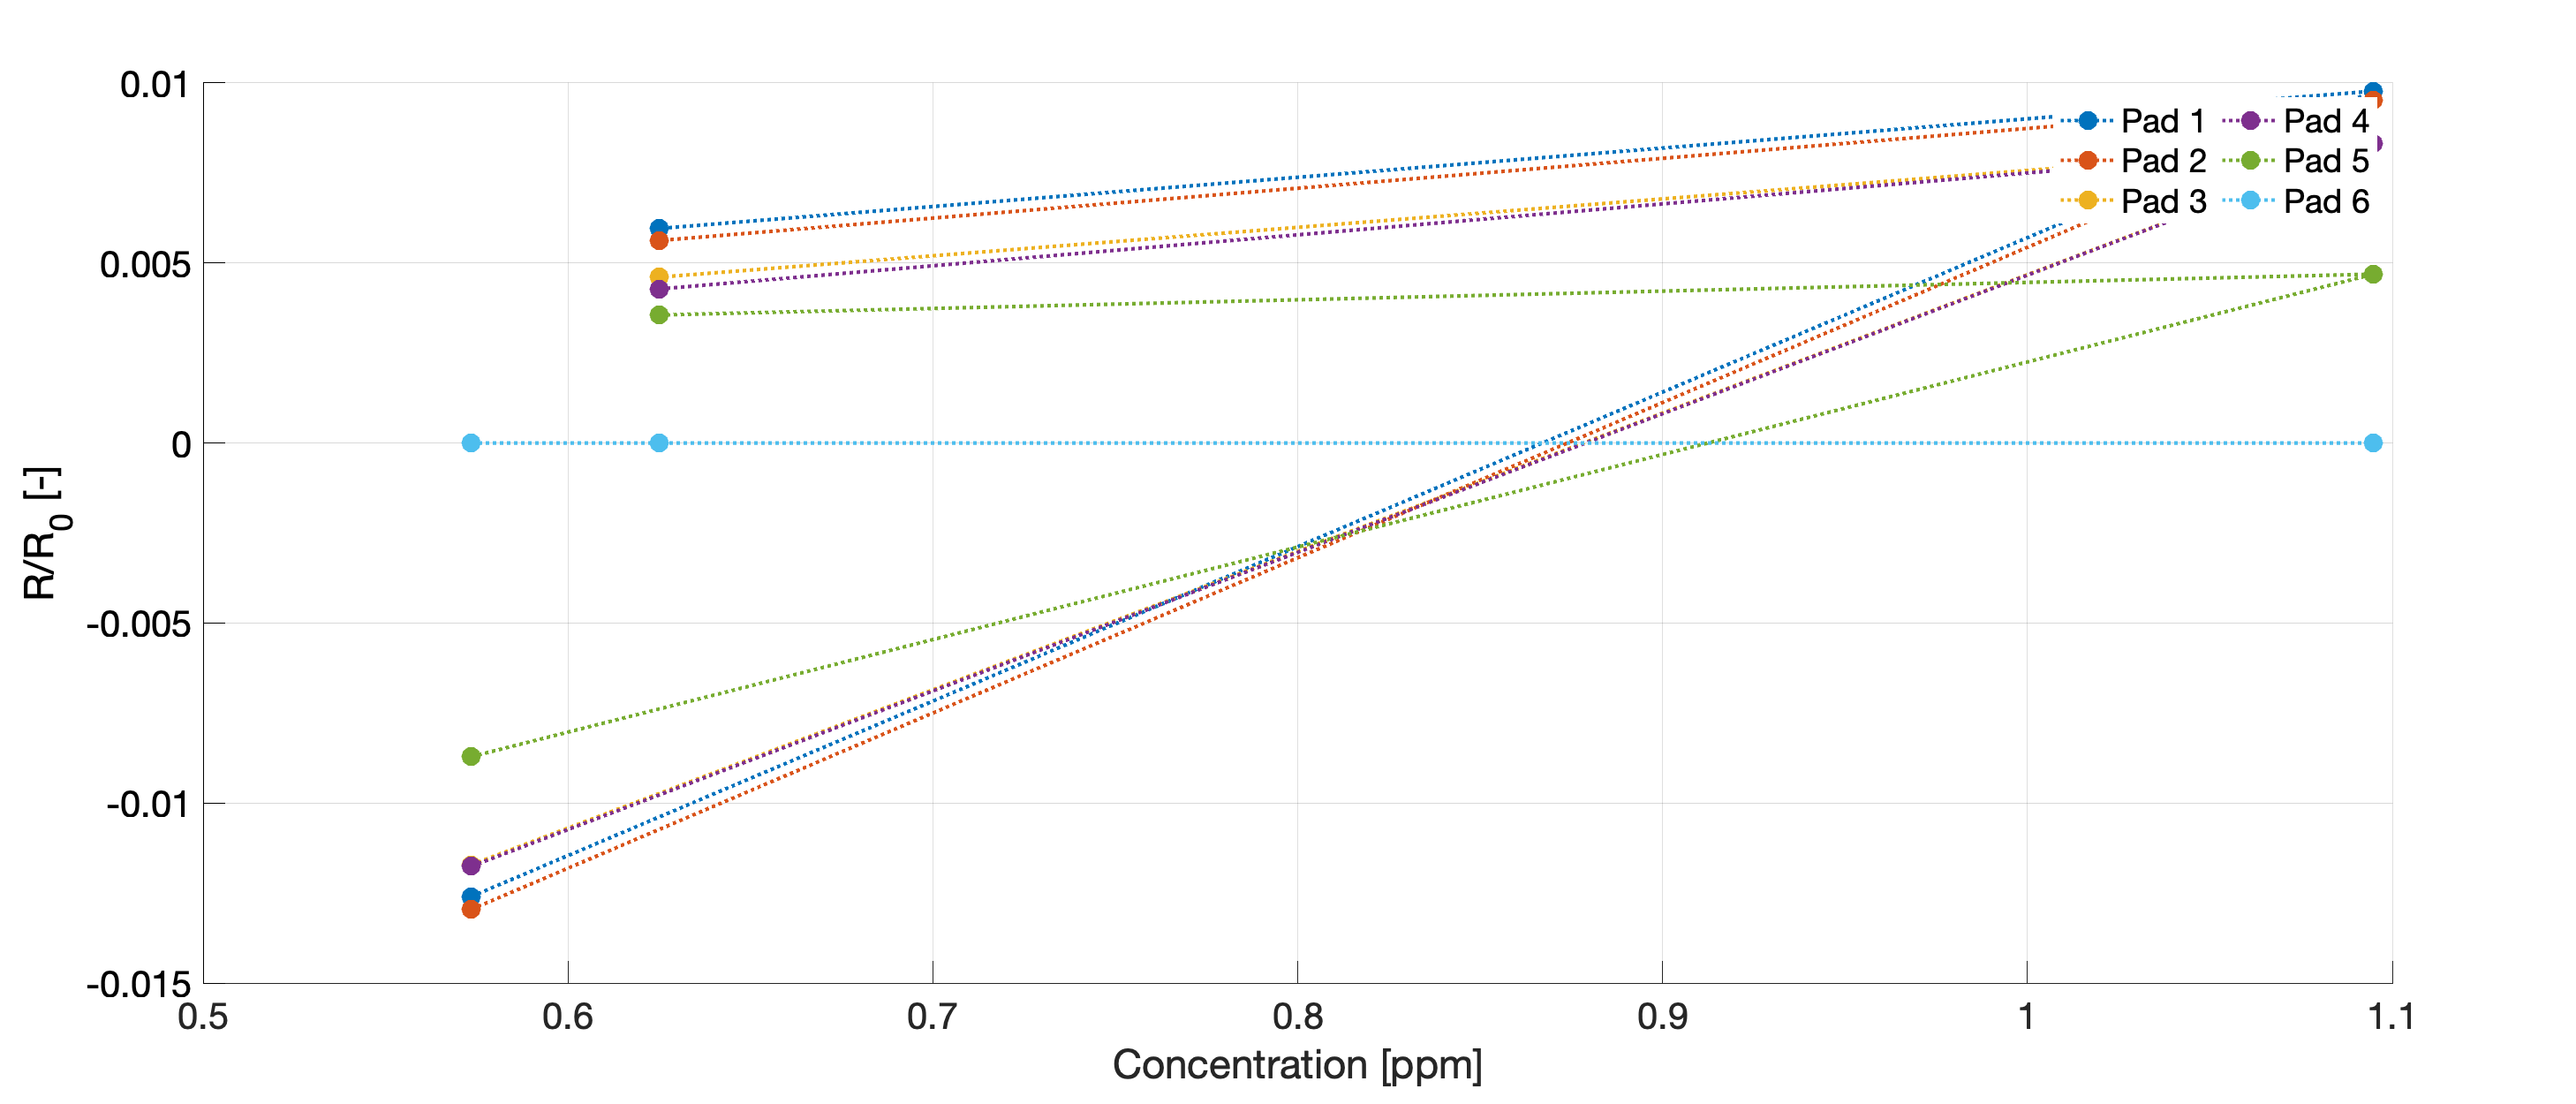 0.01
0.005
0
-0.005
-0.01
-0.015
R/R0 [-]
Pad 1 Pad 4
Pad 2 Pad 5
Pad 3 Pad 6
0.5 0.6 0.7 0.8 0.9 1 1.1
Concentration [ppm]